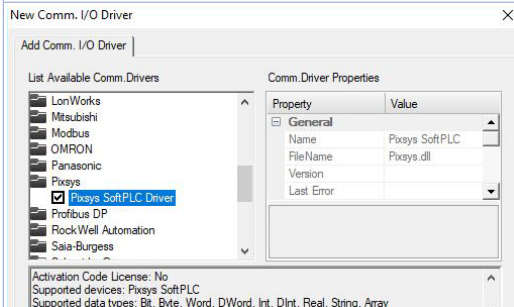 New Comm. I/O Driver
Add Comm. I/O Driver
List Available Comm.Drivers
LonWorks
Mitsubishi
Modbus
OMRON
Panasonic
Pixsys
Pixsys SoftPLC Driver
Profibus DP
RockWell Automation
Saia-Burgess
Comm.Driver Properties
Property Value
General
Name Pixsys SoftPLC
FileName Pixsys.dll
Version
Last Error
Activation Code License: No
Supported devices: Pixsys SoftPLC
Supported data types: Bit, Byte, Word, DWord, Int, DInt, Real, String, Array